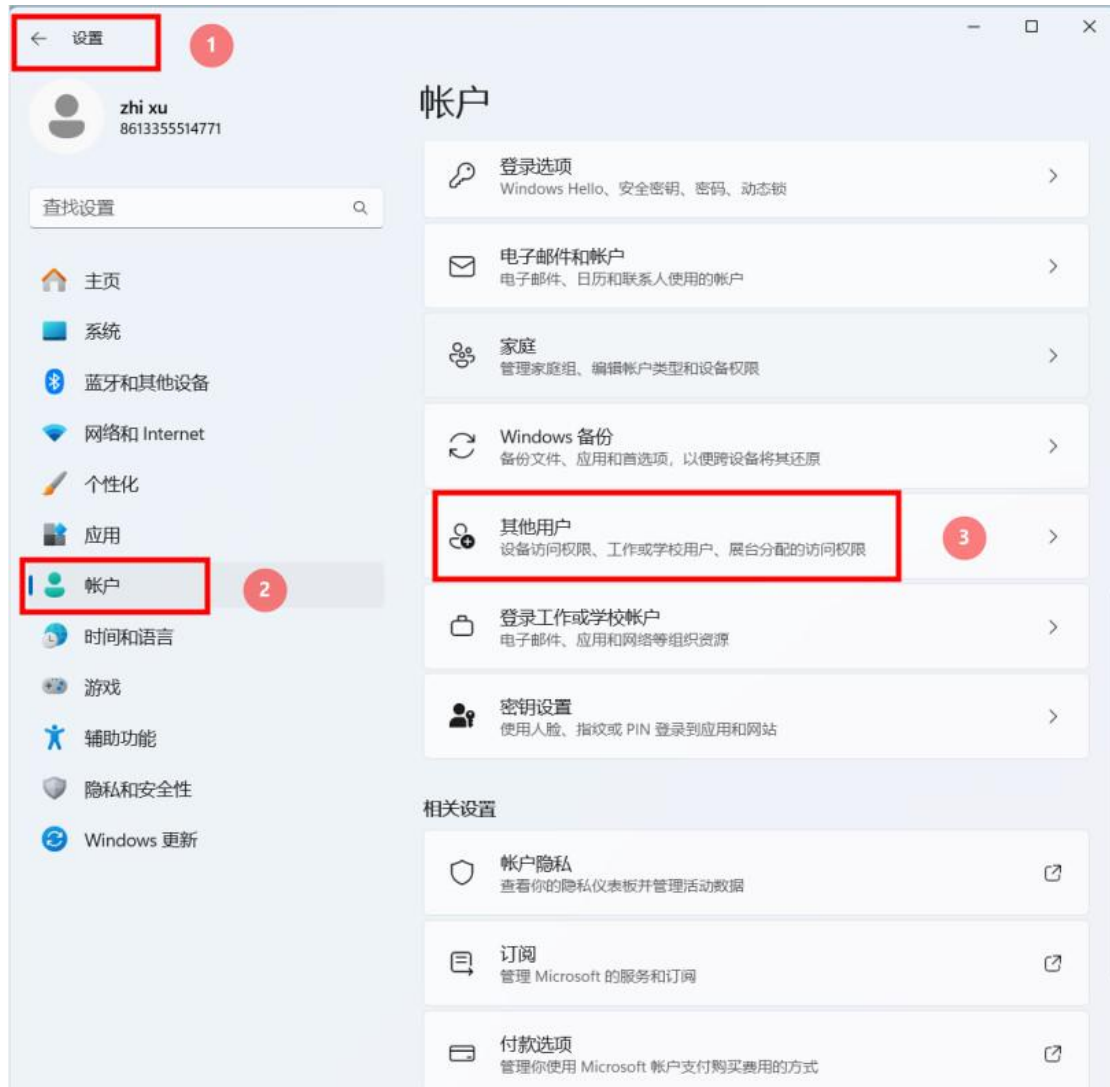 设置
1
zhi xu
8613355514771
查找设置
主页
系统
蓝牙和其他设备
网络和 Internet
个性化
应用
帐户
2
时间和语言
游戏
辅助功能
隐私和安全性
Windows 更新
帐户
登录选项
Windows Hello、安全密钥、密码、动态锁
电子邮件和帐户
电子邮件、日历和联系人使用的帐户
家庭
管理家庭组、编辑帐户类型和设备权限
Windows 备份
备份文件、应用和首选项，以便跨设备将其还原
其他用户
设备访问权限、工作或学校用户、展台分配的访问权限
3
登录工作或学校帐户
电子邮件、应用和网络等组织资源
密钥设置
使用人脸、指纹或 PIN 登录到应用和网站
相关设置
帐户隐私
查看你的隐私仪表板并管理活动数据
订阅
管理 Microsoft 的服务和订阅
付款选项
管理你使用 Microsoft 帐户支付购买费用的方式